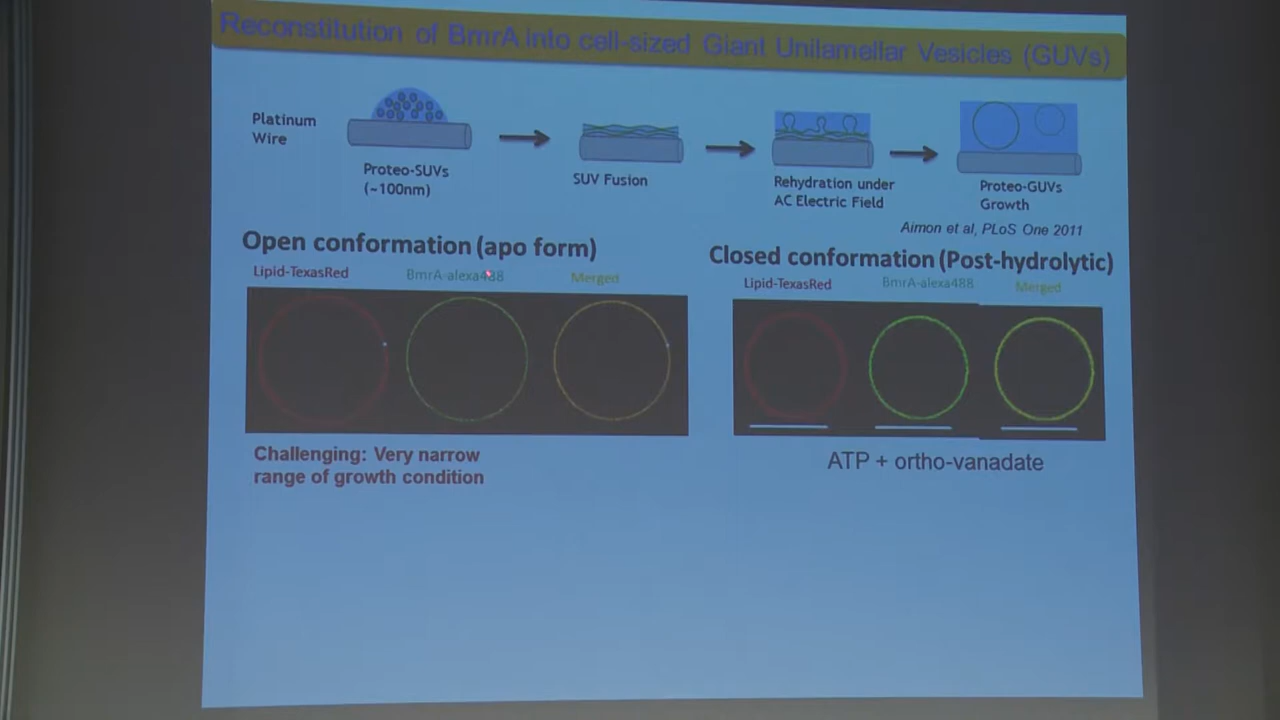 Reconstitution of BmrA into cell-sized Giant Unilamellar Vesicles (GUVs)
Platinum
Wire
Proteo-SUVs
(~100nm)
SUV Fusion
Rehydration under
AC Electric Field
Proteo-GUVs
Growth
Aimon et al, PLoS One 2011
Open conformation (apo form)
Lipid-TexasRed
BmrA-alexa488
Merged
Challenging: Very narrow
range of growth condition
Closed conformation (Post-hydrolytic)
Lipid-TexasRed
BmrA-alexa488
Merged
ATP + ortho-vanadate